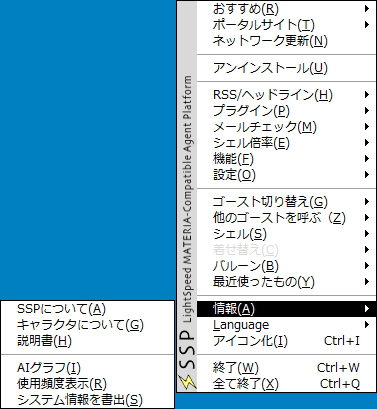 おすすめ(R)
ポータルサイト(T)
ネットワーク更新(N)
アンインストール(U)
RSS/ヘッドライン(H)
プラグイン(P)
メールチェック(M)
シェル倍率(E)
機能(F)
設定(O)
ゴースト切り替え(G)
他のゴーストを呼ぶ(Z)
シェル(S)
着せ替え(C)
バルーン(B)
最近使ったもの(Y)
情報(A)
Language
アイコン化(I) Ctrl+I
終了(W) Ctrl+W
全て終了(X) Ctrl+Q
SSP LightSpeed MATERIA-Compatible Agent Platform
SSPについて(A)
キャラクタについて(G)
説明書(H)
AIグラフ(I)
使用頻度表示(R)
システム情報を書出(S)